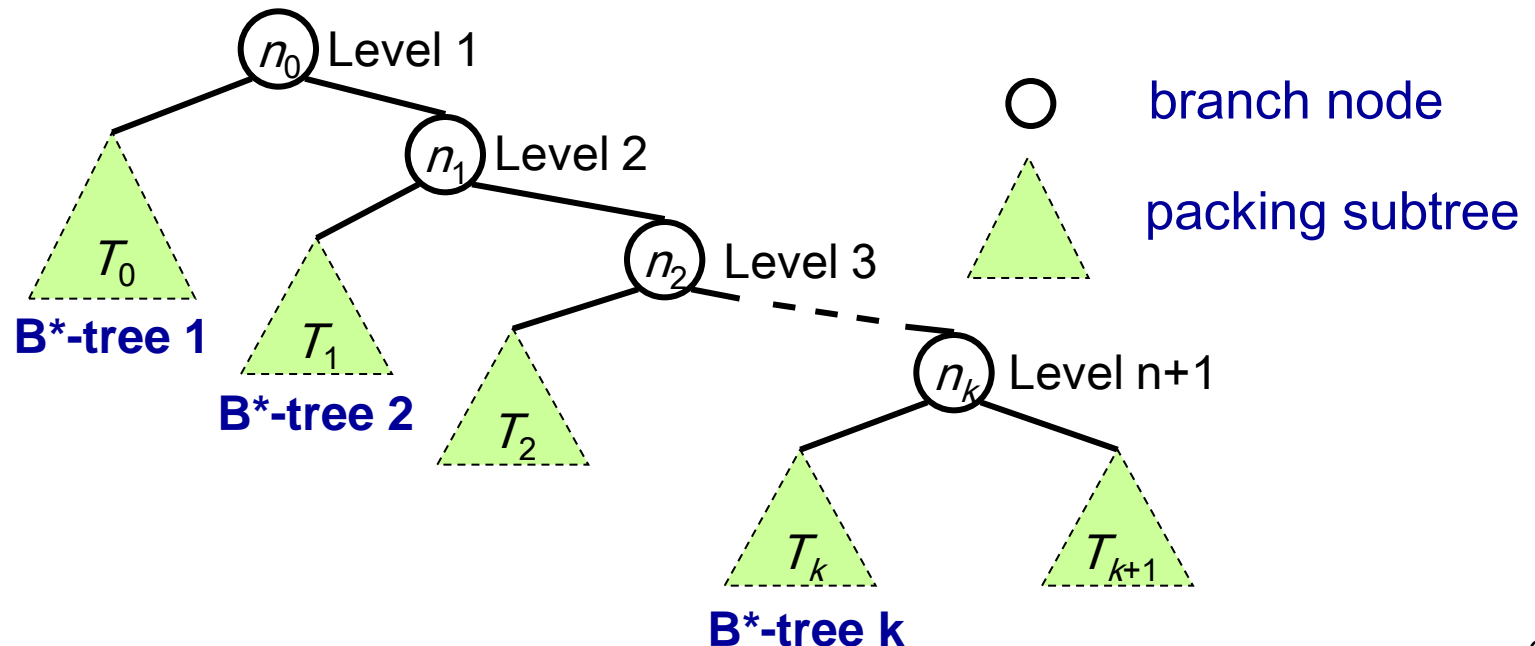 n0 Level 1
branch node
n1 Level 2
packing subtree
T0
n2 Level 3
B*-tree 1
T1
nk Level n+1
B*-tree 2
T2
Tk
Tk+1
B*-tree k